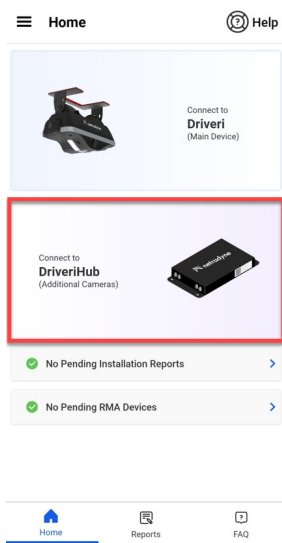 Home
Help
Connect to
Driveri
(Main Device)
Connect to
DriveriHub
(Additional Cameras)
netradyne
No Pending Installation Reports
No Pending RMA Devices
Home
Reports
FAQ